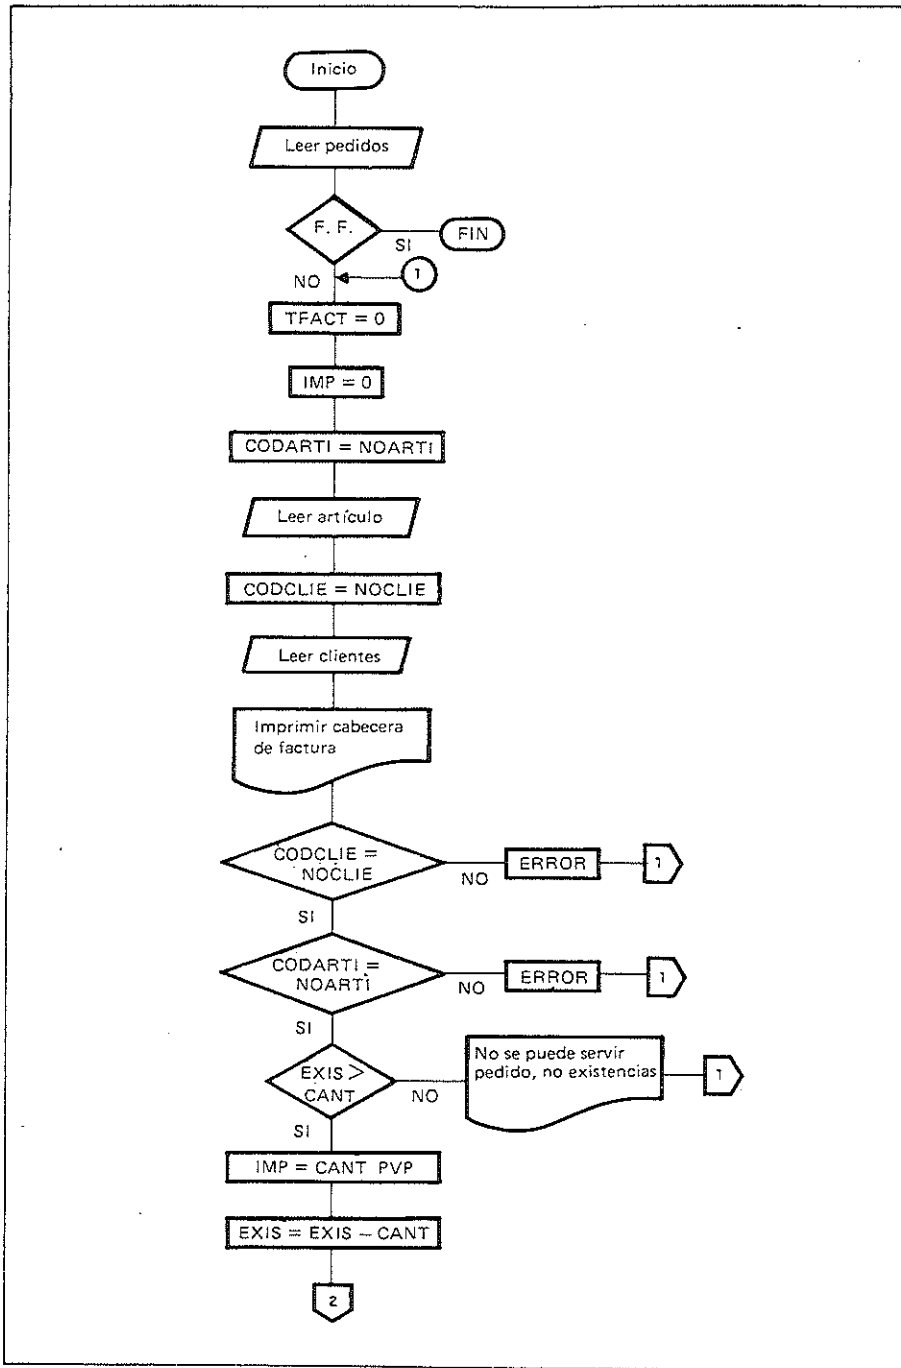 Inicio
Leer pedidos
F. F.
SI
FIN
NO
1
TFACT = 0
IMP = 0
CODARTI = NOARTI
Leer artículo
CODCLIE = NOCLIE
Leer clientes
Imprimir cabecera
de factura
CODCLIE =
NOCLIE
NO
ERROR
1
SI
CODARTI =
NOARTI
NO
ERROR
1
SI
EXIS >
CANT
NO
No se puede servir
pedido, no existencias
1
SI
IMP = CANT PVP
EXIS = EXIS – CANT
2